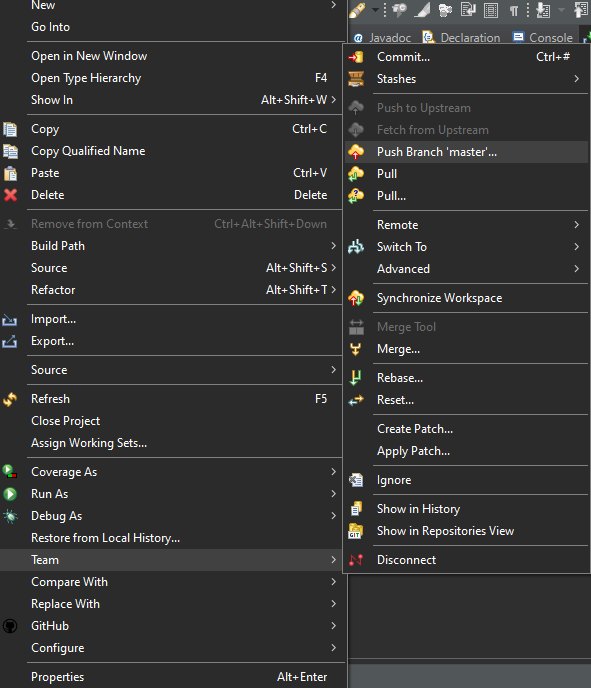 New
Go Into
Open in New Window
Open Type Hierarchy F4
Show In Alt+Shift+W
Copy Ctrl+C
Copy Qualified Name
Paste Ctrl+V
Delete Delete
Remove from Context Ctrl+Alt+Shift+Down
Build Path
Source Alt+Shift+S
Refactor Alt+Shift+T
Import...
Export...
Source
Refresh F5
Close Project
Assign Working Sets...
Coverage As
Run As
Debug As
Restore from Local History...
Team
Compare With
Replace With
GitHub
Configure
Properties Alt+Enter
@ Javadoc Declaration Console
Commit... Ctrl+#
Stashes
Push to Upstream
Fetch from Upstream
Push Branch 'master'...
Pull
Pull...
Remote
Switch To
Advanced
Synchronize Workspace
Merge Tool
Merge...
Rebase...
Reset...
Create Patch...
Apply Patch...
Ignore
Show in History
GIT Show in Repositories View
Disconnect